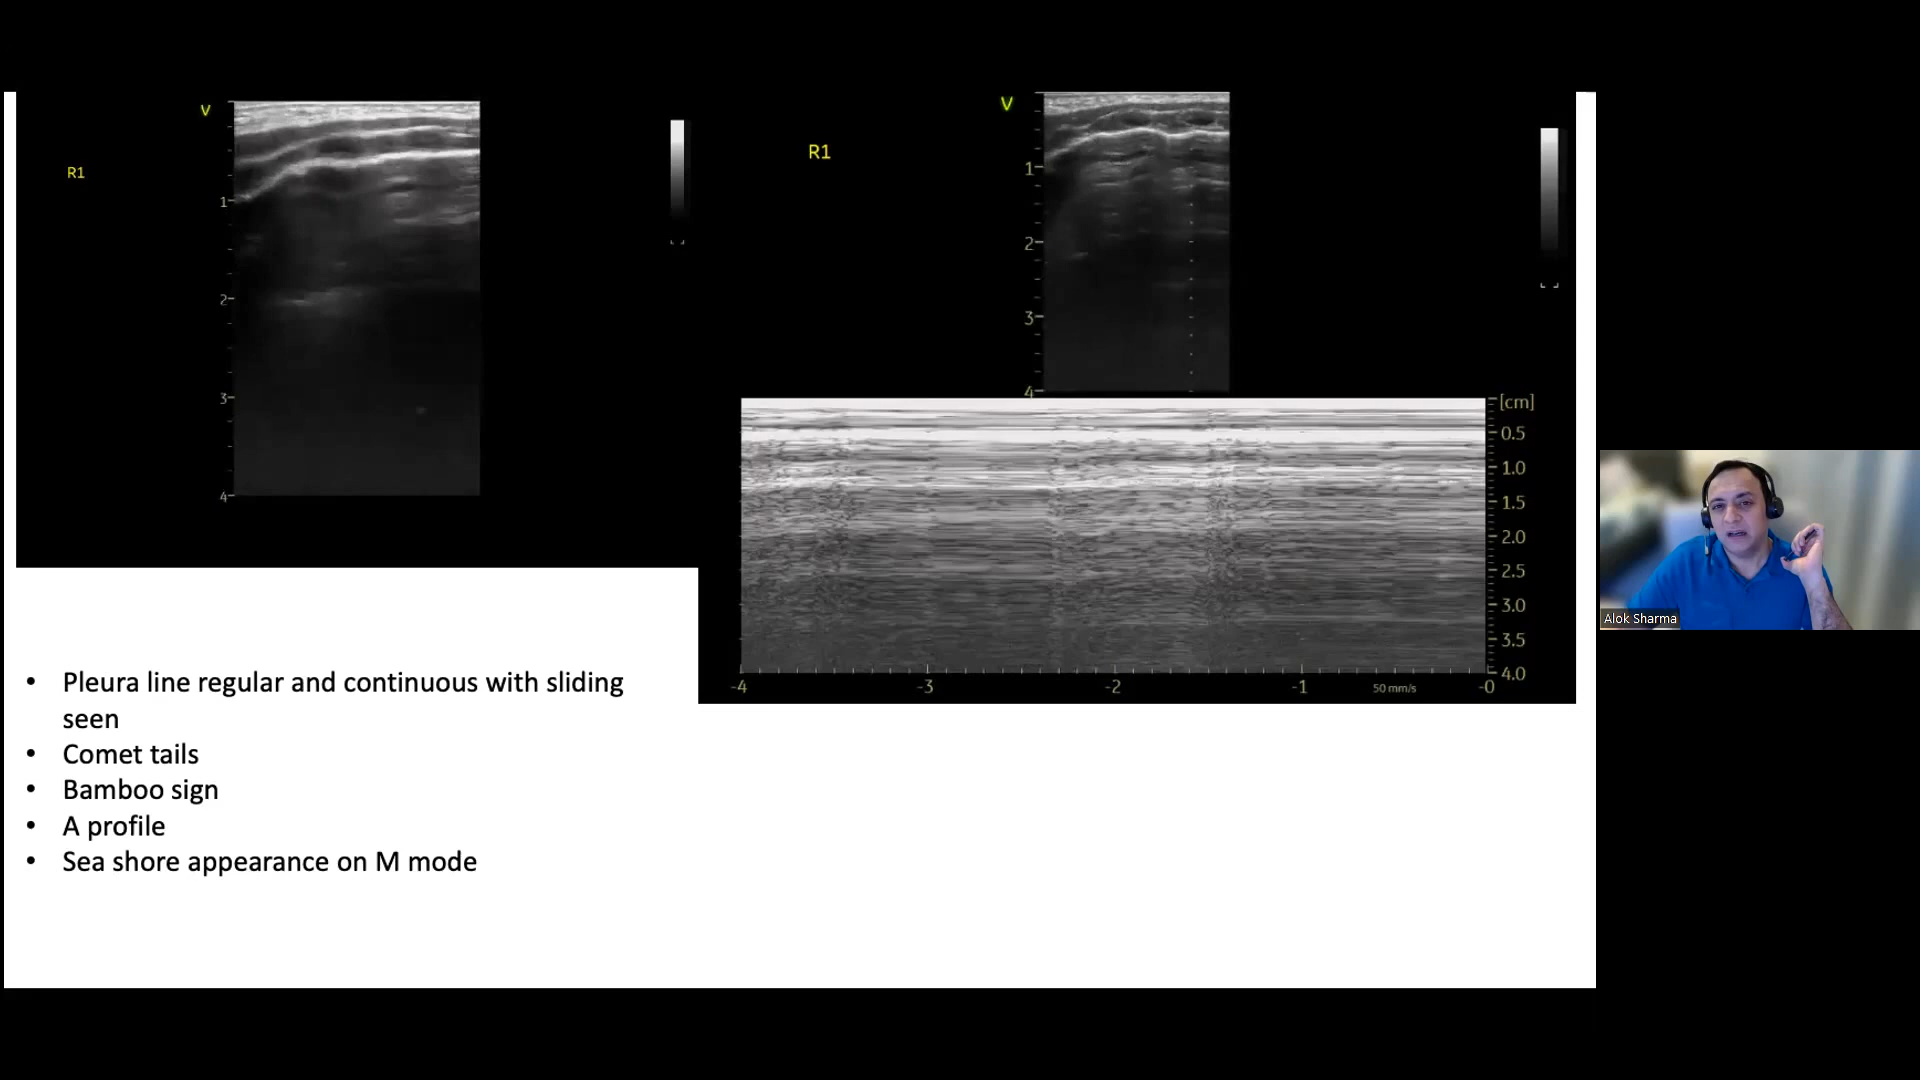 V
R1
1
2
3
4
V
R1
1
2
3
4
[cm]
0.5
1.0
1.5
2.0
2.5
3.0
3.5
4.0
-4 -3 -2 -1 50 mm/s -0
• Pleura line regular and continuous with sliding
seen
• Comet tails
• Bamboo sign
• A profile
• Sea shore appearance on M mode
Alok Sharma